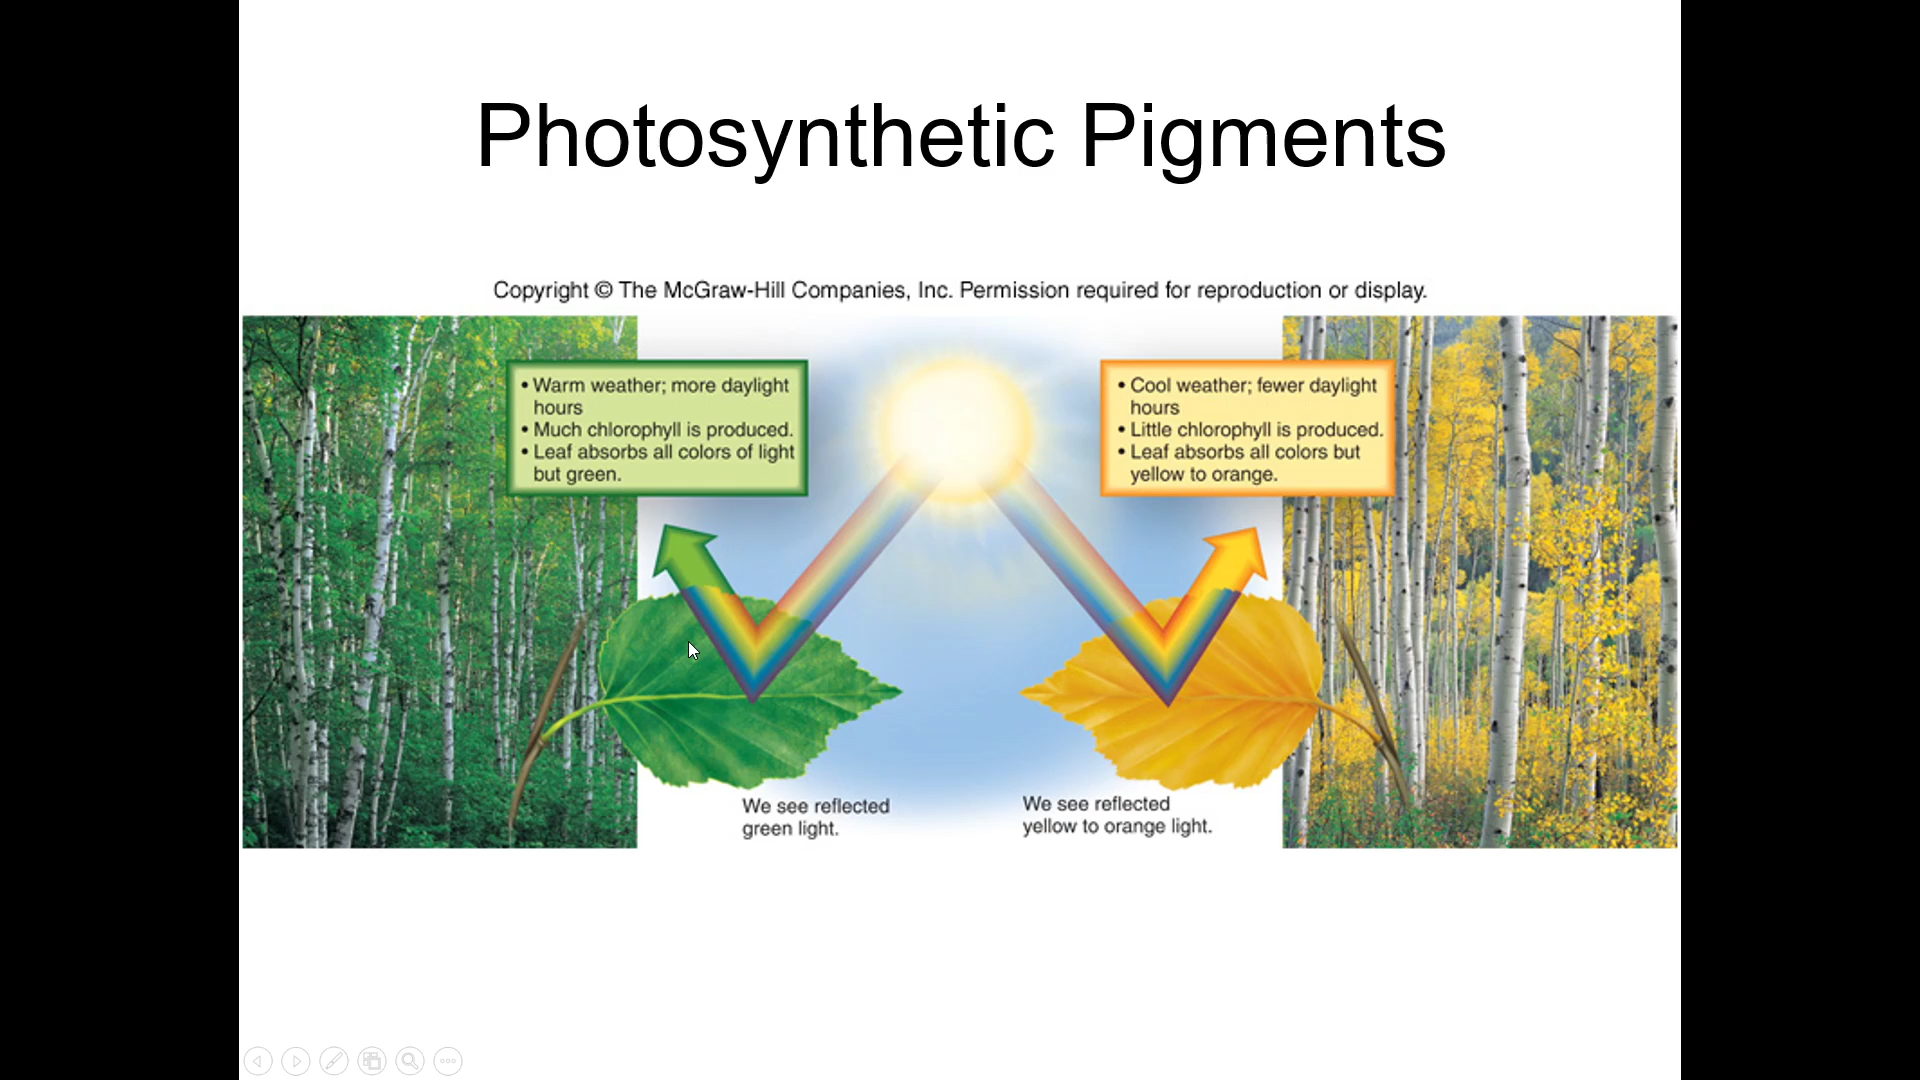 Photosynthetic Pigments
Copyright © The McGraw-Hill Companies, Inc. Permission required for reproduction or display.
• Warm weather; more daylight
hours
• Much chlorophyll is produced.
• Leaf absorbs all colors of light
but green.
• Cool weather; fewer daylight
hours
• Little chlorophyll is produced.
• Leaf absorbs all colors but
yellow to orange.
We see reflected
green light.
We see reflected
yellow to orange light.